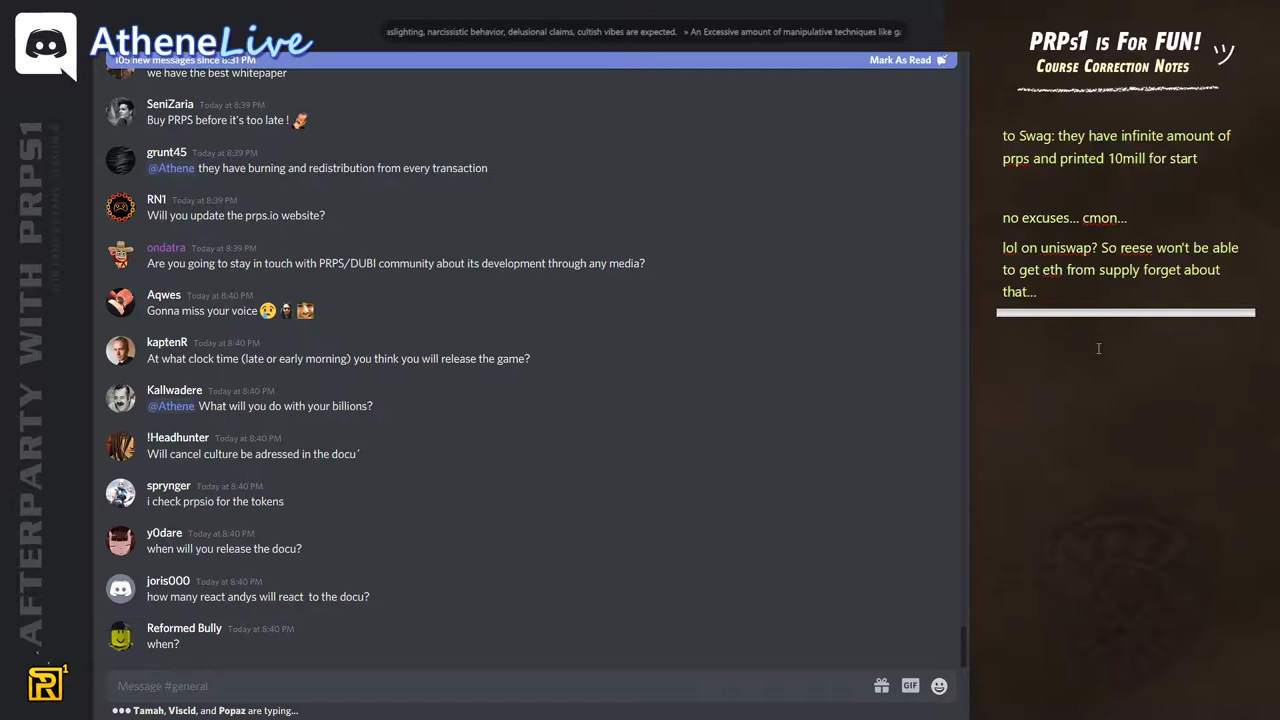 AtheneLive
aslighting, narcissistic behavior, delusional claims, cultish vibes are expected. » An Excessive amount of manipulative techniques like ga
105 new messages since 8:31 PM
Mark As Read
we have the best whitepaper
SeniZaria Today at 8:39 PM
Buy PRPS before it's too late !
grunt45 Today at 8:39 PM
@Athene they have burning and redistribution from every transaction
RN1 Today at 8:39 PM
Will you update the prps.io website?
ondatra Today at 8:39 PM
Are you going to stay in touch with PRPS/DUBI community about its development through any media?
Aqwes Today at 8:40 PM
Gonna miss your voice 😢
kaptenR Today at 8:40 PM
At what clock time (late or early morning) you think you will release the game?
Kallwadere Today at 8:40 PM
@Athene What will you do with your billions?
!Headhunter Today at 8:40 PM
Will cancel culture be adressed in the docu´
sprynger Today at 8:40 PM
i check prpsio for the tokens
y0dare Today at 8:40 PM
when will you release the docu?
joris000 Today at 8:40 PM
how many react andys will react to the docu?
Reformed Bully Today at 8:40 PM
when?
Message #general
GIF
Tamah, Viscid, and Popaz are typing...
AFTERPARTY WITH PRPS1
R1
PRPs1 is For FUN! ツ
Course Correction Notes
to Swag: they have infinite amount of
prps and printed 10mill for start
no excuses... cmon...
lol on uniswap? So reese won't be able
to get eth from supply forget about
that...